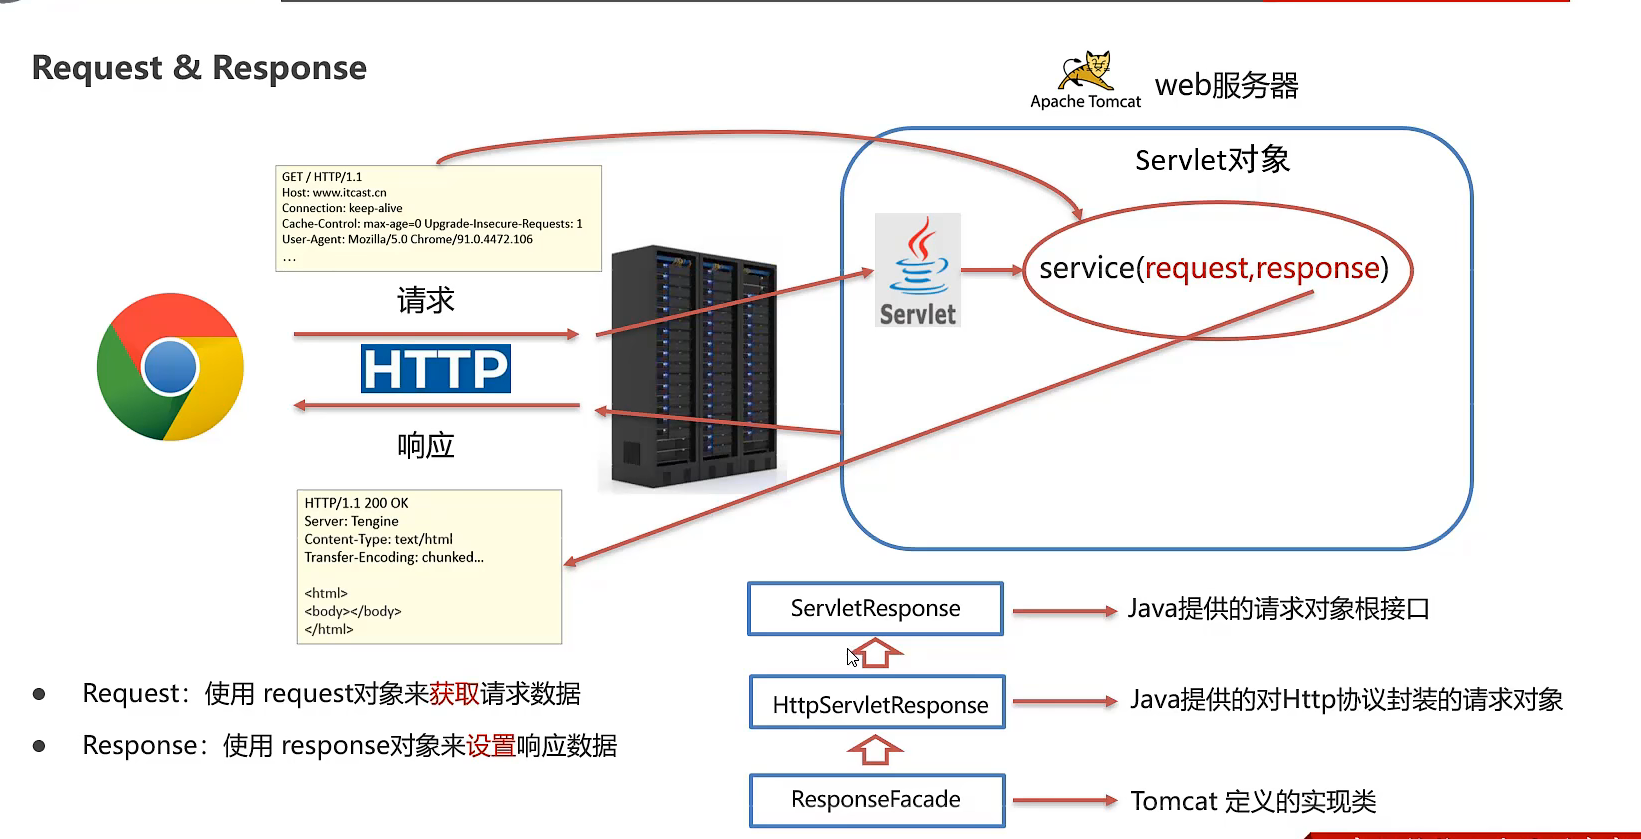 Request & Response
Apache Tomcat
web服务器
Servlet对象
GET / HTTP/1.1
Host: www.itcast.cn
Connection: keep-alive
Cache-Control: max-age=0 Upgrade-Insecure-Requests: 1
User-Agent: Mozilla/5.0 Chrome/91.0.4472.106
...
请求
HTTP
响应
Servlet
service(request,response)
HTTP/1.1 200 OK
Server: Tengine
Content-Type: text/html
Transfer-Encoding: chunked...
<html>
<body></body>
</html>
ServletResponse
Java提供的请求对象根接口
HttpServletResponse
Java提供的对Http协议封装的请求对象
ResponseFacade
Tomcat 定义的实现类
● Request：使用 request对象来获取请求数据
● Response：使用 response对象来设置响应数据